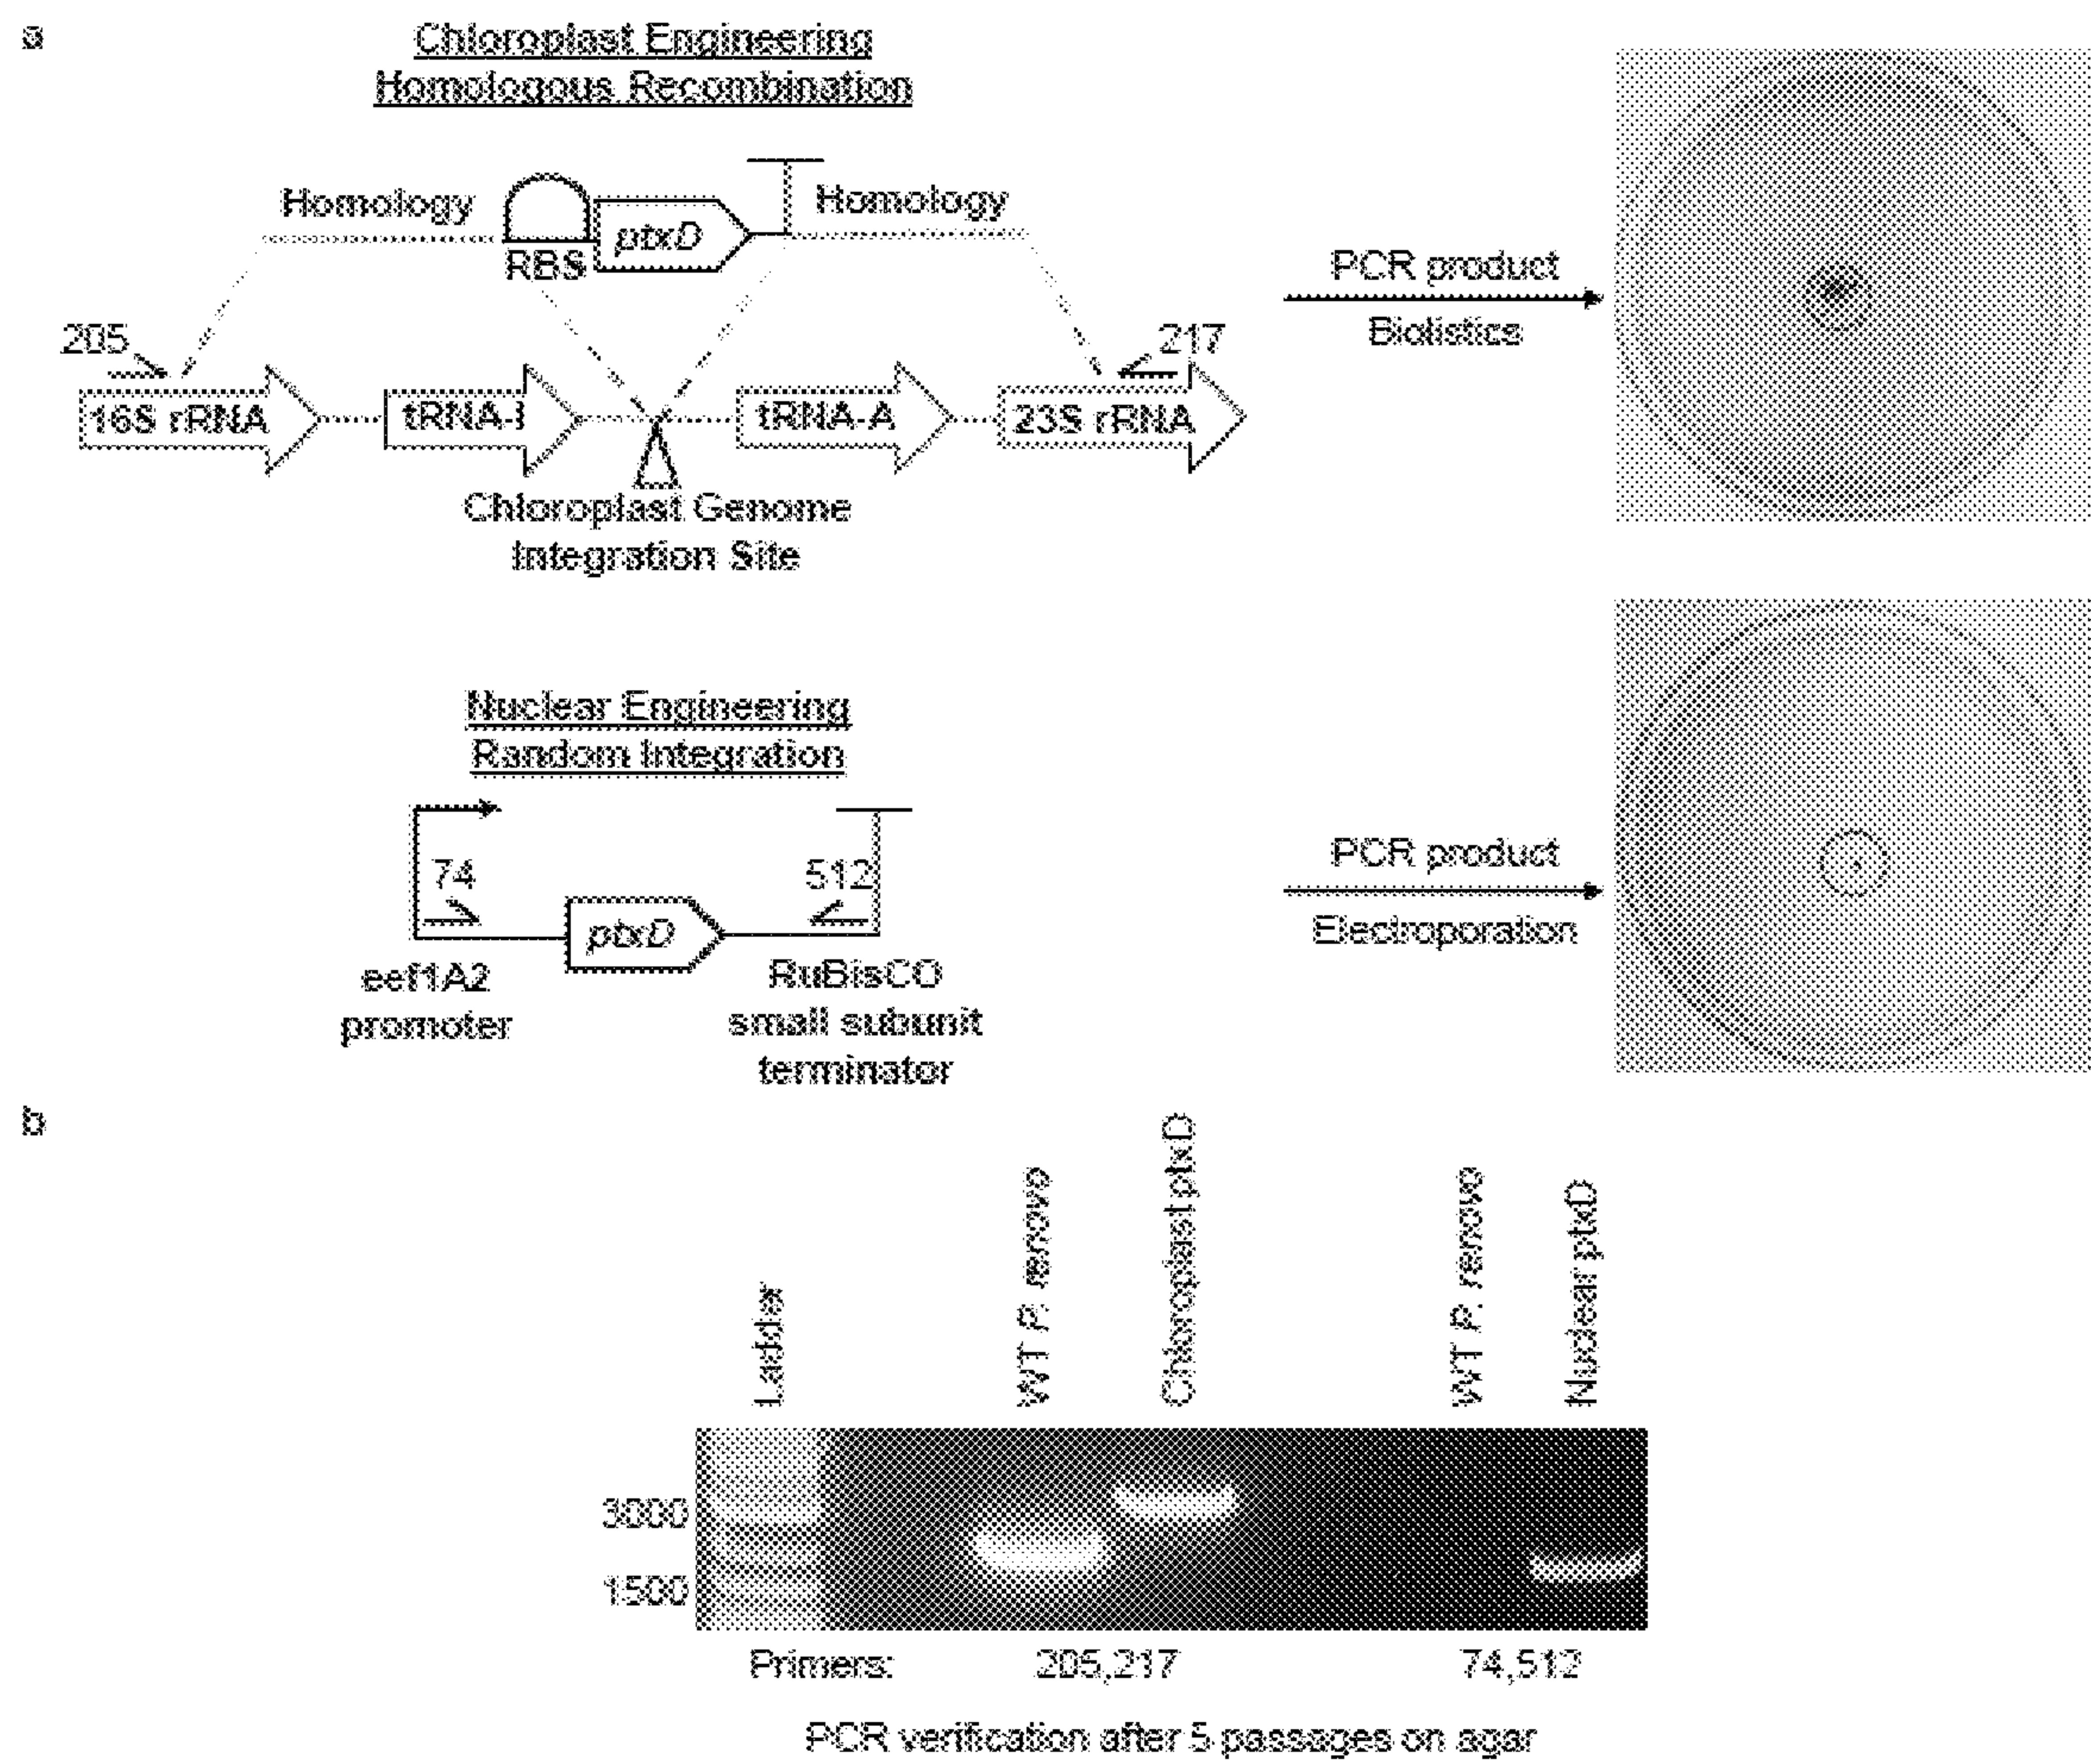 a
Chloroplast Engineering
Homologous Recombination
Homology
ptxD
Homology
RBS
PCR product
Biolistics
205
217
16S rRNA
tRNA-I
tRNA-A
23S rRNA
Chloroplast Genome
Integration Site
Nuclear Engineering
Random Integration
74
512
ptxD
PCR product
Electroporation
eef1A2
promoter
RuBisCO
small subunit
terminator
b
Ladder
WT P. renovo
Chloroplast ptxD
WT P. renovo
Nuclear ptxD
3000
1500
Primers:
205,217
74,512
PCR verification after 5 passages on agar